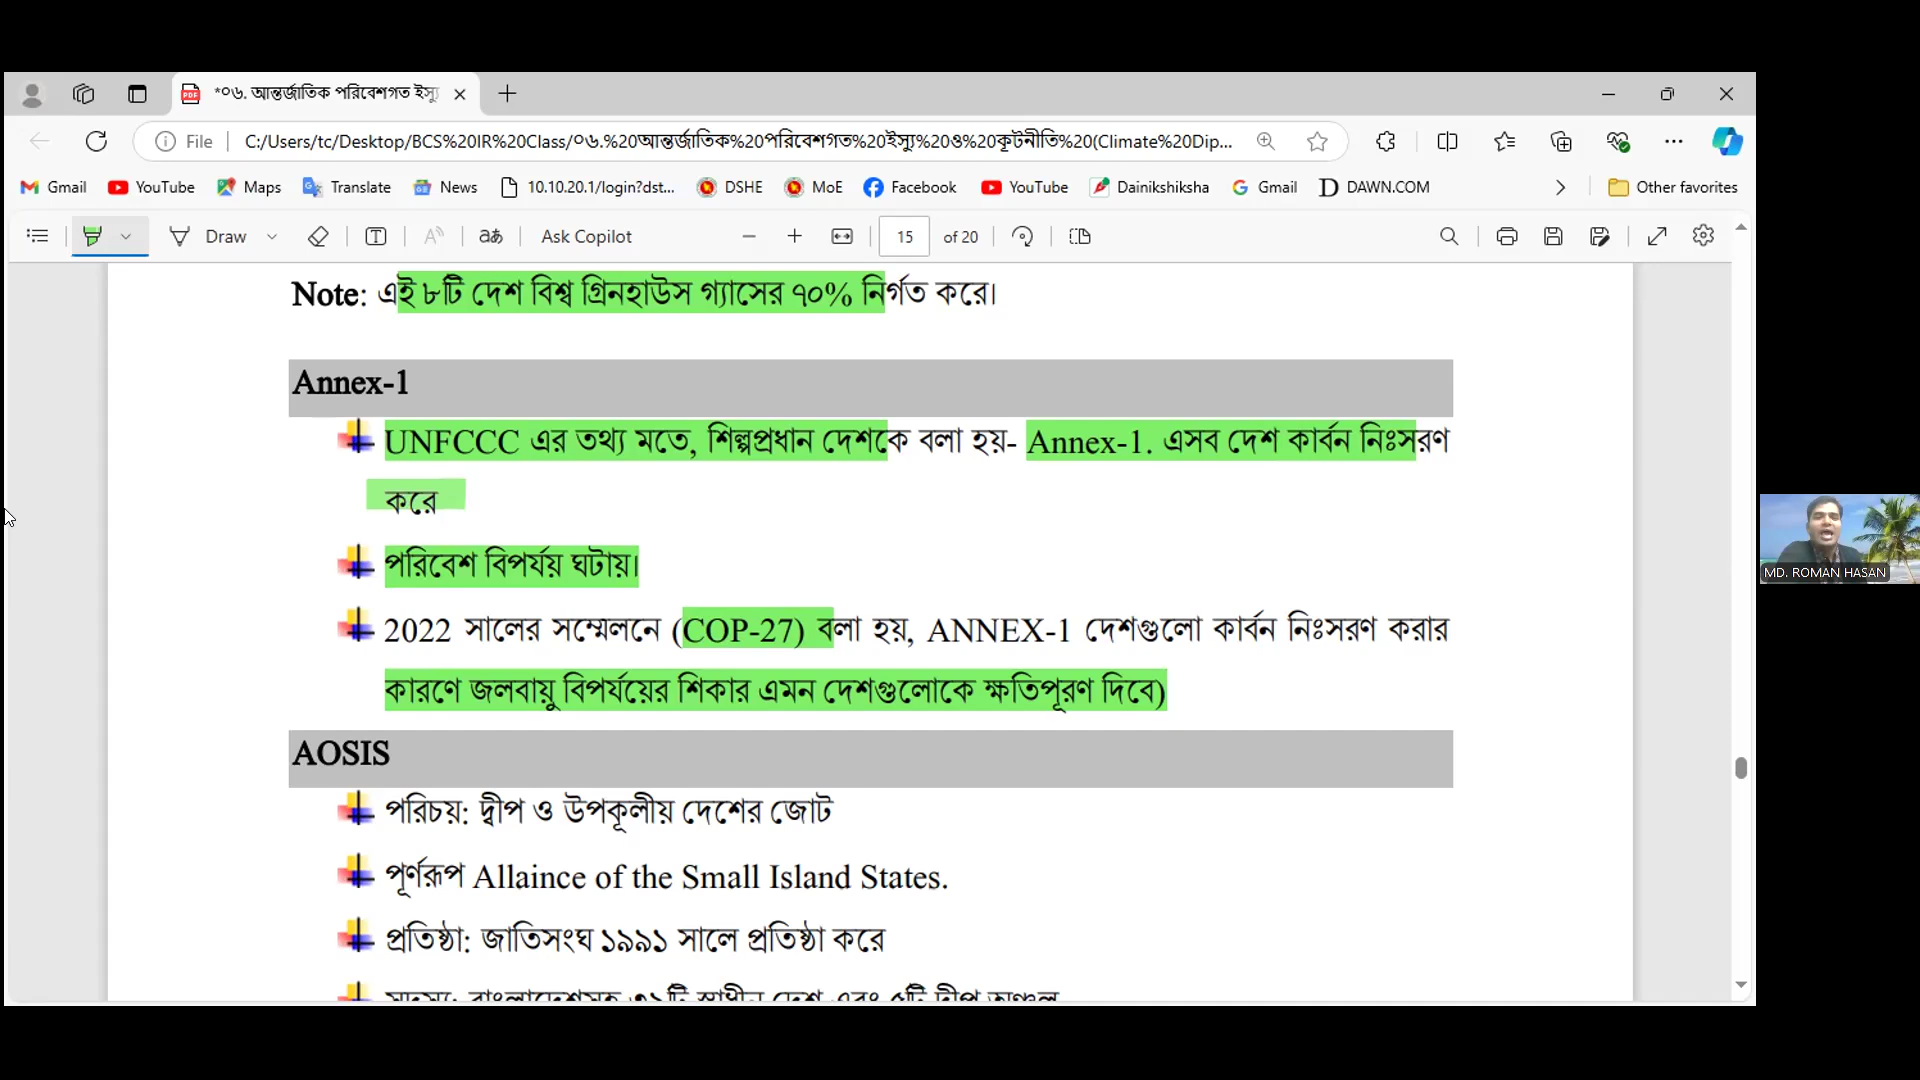 *০৬. আন্তর্জাতিক পরিবেশগত ইস্যু
File C:/Users/tc/Desktop/BCS%20IR%20Class/০৬.%20আন্তর্জাতিক%20পরিবেশগত%20ইস্যু%20ও%20কূটনীতি%20(Climate%20Dip...
Gmail YouTube Maps Translate News 10.10.20.1/login?dst... DSHE MoE Facebook YouTube Dainikshiksha Gmail DAWN.COM Other favorites
Draw Ask Copilot 15 of 20
Note: এই ৮টি দেশ বিশ্ব গ্রিনহাউস গ্যাসের ৭০% নির্গত করে।
Annex-1
UNFCCC এর তথ্য মতে, শিল্পপ্রধান দেশকে বলা হয়- Annex-1. এসব দেশ কার্বন নিঃসরণ
করে
পরিবেশ বিপর্যয় ঘটায়।
2022 সালের সম্মেলনে (COP-27) বলা হয়, ANNEX-1 দেশগুলো কার্বন নিঃসরণ করার
কারণে জলবায়ু বিপর্যয়ের শিকার এমন দেশগুলোকে ক্ষতিপূরণ দিবে)
MD. ROMAN HASAN
AOSIS
পরিচয়: দ্বীপ ও উপকূলীয় দেশের জোট
পূর্ণরূপ Allaince of the Small Island States.
প্রতিষ্ঠা: জাতিসংঘ ১৯৯১ সালে প্রতিষ্ঠা করে